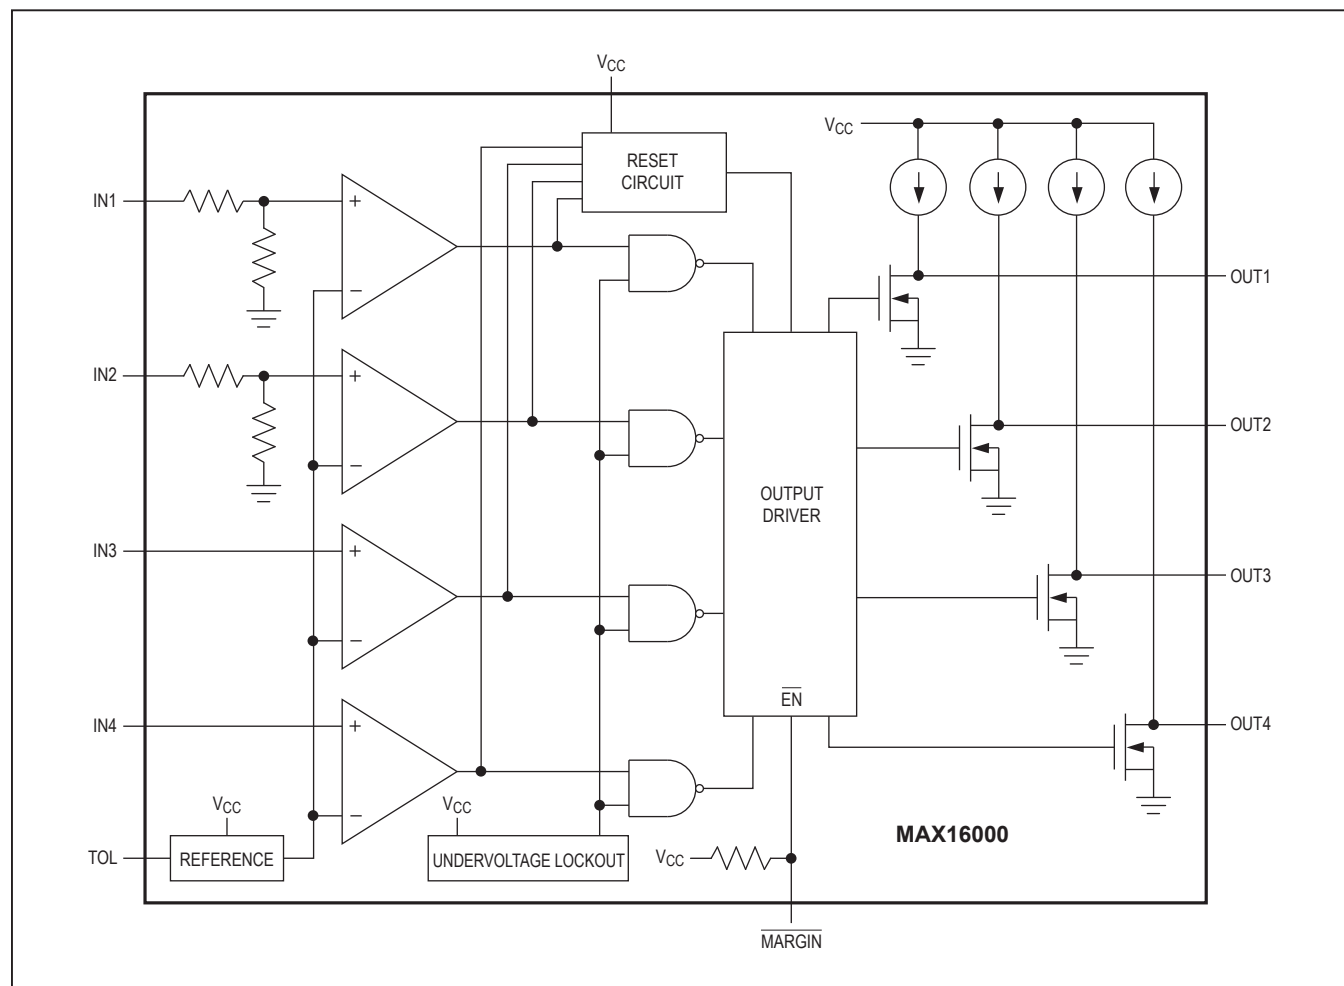 VCC
VCC
RESET
CIRCUIT
IN1
+
−
OUT1
IN2
+
−
OUT2
OUTPUT
DRIVER
IN3
+
−
OUT3
EN
IN4
+
−
OUT4
VCC
VCC
MAX16000
TOL
REFERENCE
UNDERVOLTAGE LOCKOUT
VCC
MARGIN